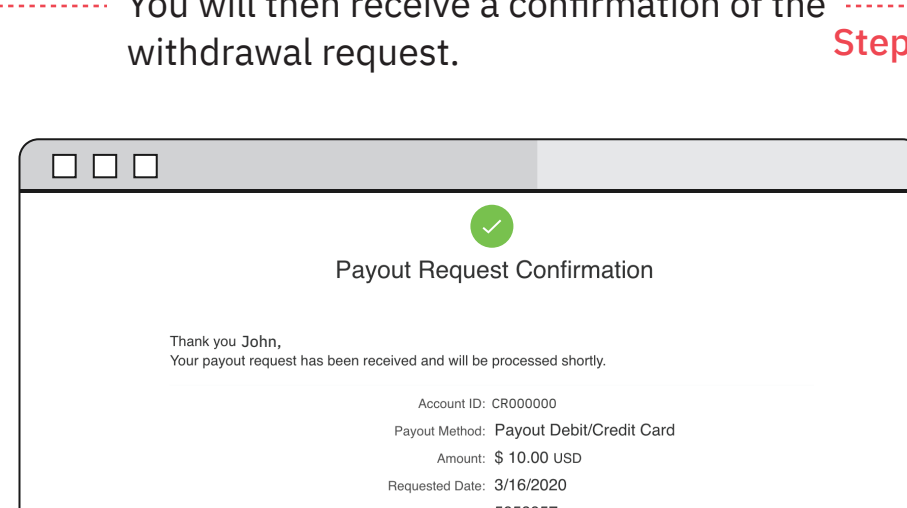 You will then receive a confirmation of the
withdrawal request.
Step
Payout Request Confirmation
Thank you John,
Your payout request has been received and will be processed shortly.
Account ID: CR000000
Payout Method: Payout Debit/Credit Card
Amount: $ 10.00 USD
Requested Date: 3/16/2020